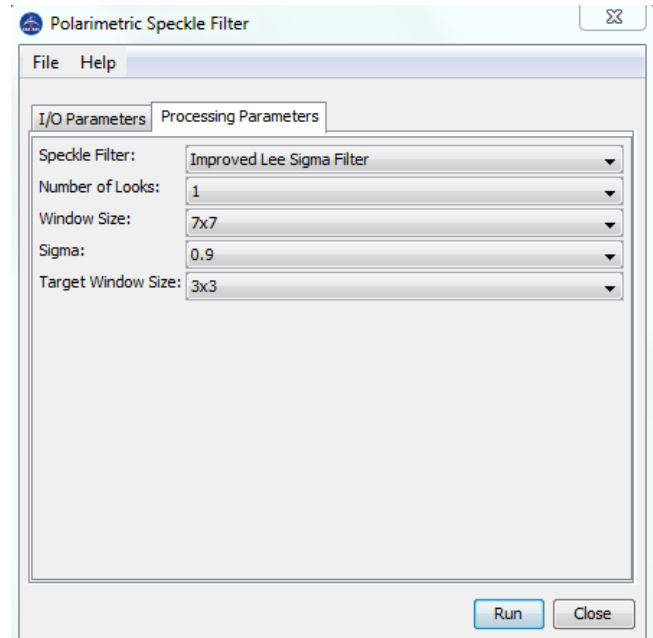 Polarimetric Speckle Filter
File Help
I/O Parameters Processing Parameters
Speckle Filter: Improved Lee Sigma Filter
Number of Looks: 1
Window Size: 7x7
Sigma: 0.9
Target Window Size: 3x3
Run Close